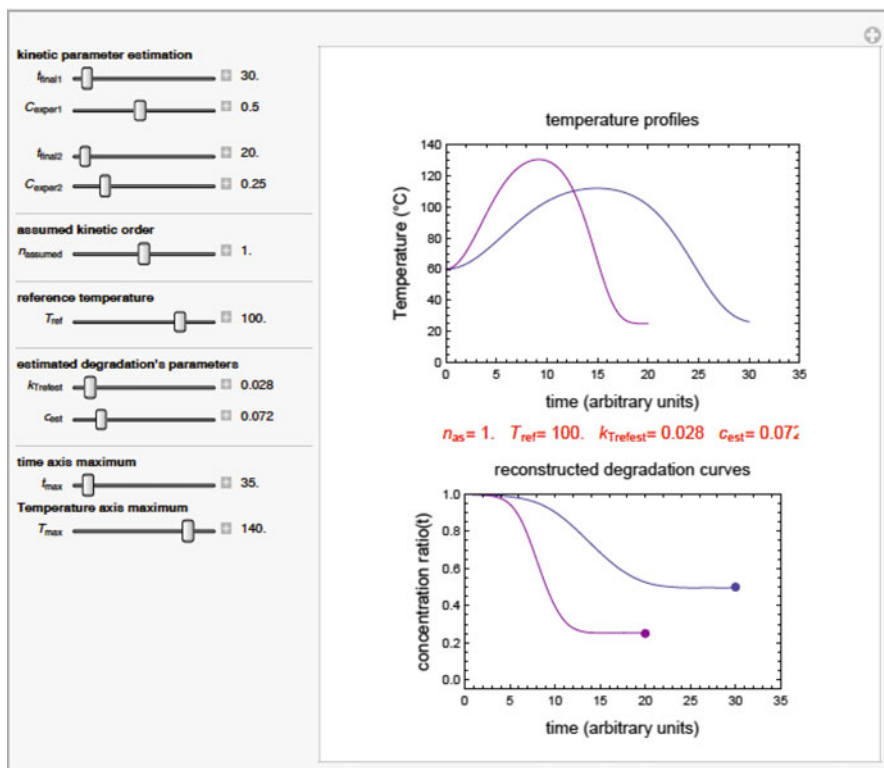 kinetic parameter estimation
tfinal1 30.
Cexper1 0.5
tfinal2 20.
Cexper2 0.25
assumed kinetic order
nassumed 1.
reference temperature
Tref 100.
estimated degradation's parameters
kTrefest 0.028
cest 0.072
time axis maximum
tmax 35.
Temperature axis maximum
Tmax 140.
temperature profiles
Temperature (°C)
140
120
100
80
60
40
20
0
0 5 10 15 20 25 30 35
time (arbitrary units)
nas= 1. Tref= 100. kTrefest= 0.028 cest= 0.072
reconstructed degradation curves
concentration ratio(t)
1.0
0.8
0.6
0.4
0.2
0.0
0 5 10 15 20 25 30 35
time (arbitrary units)